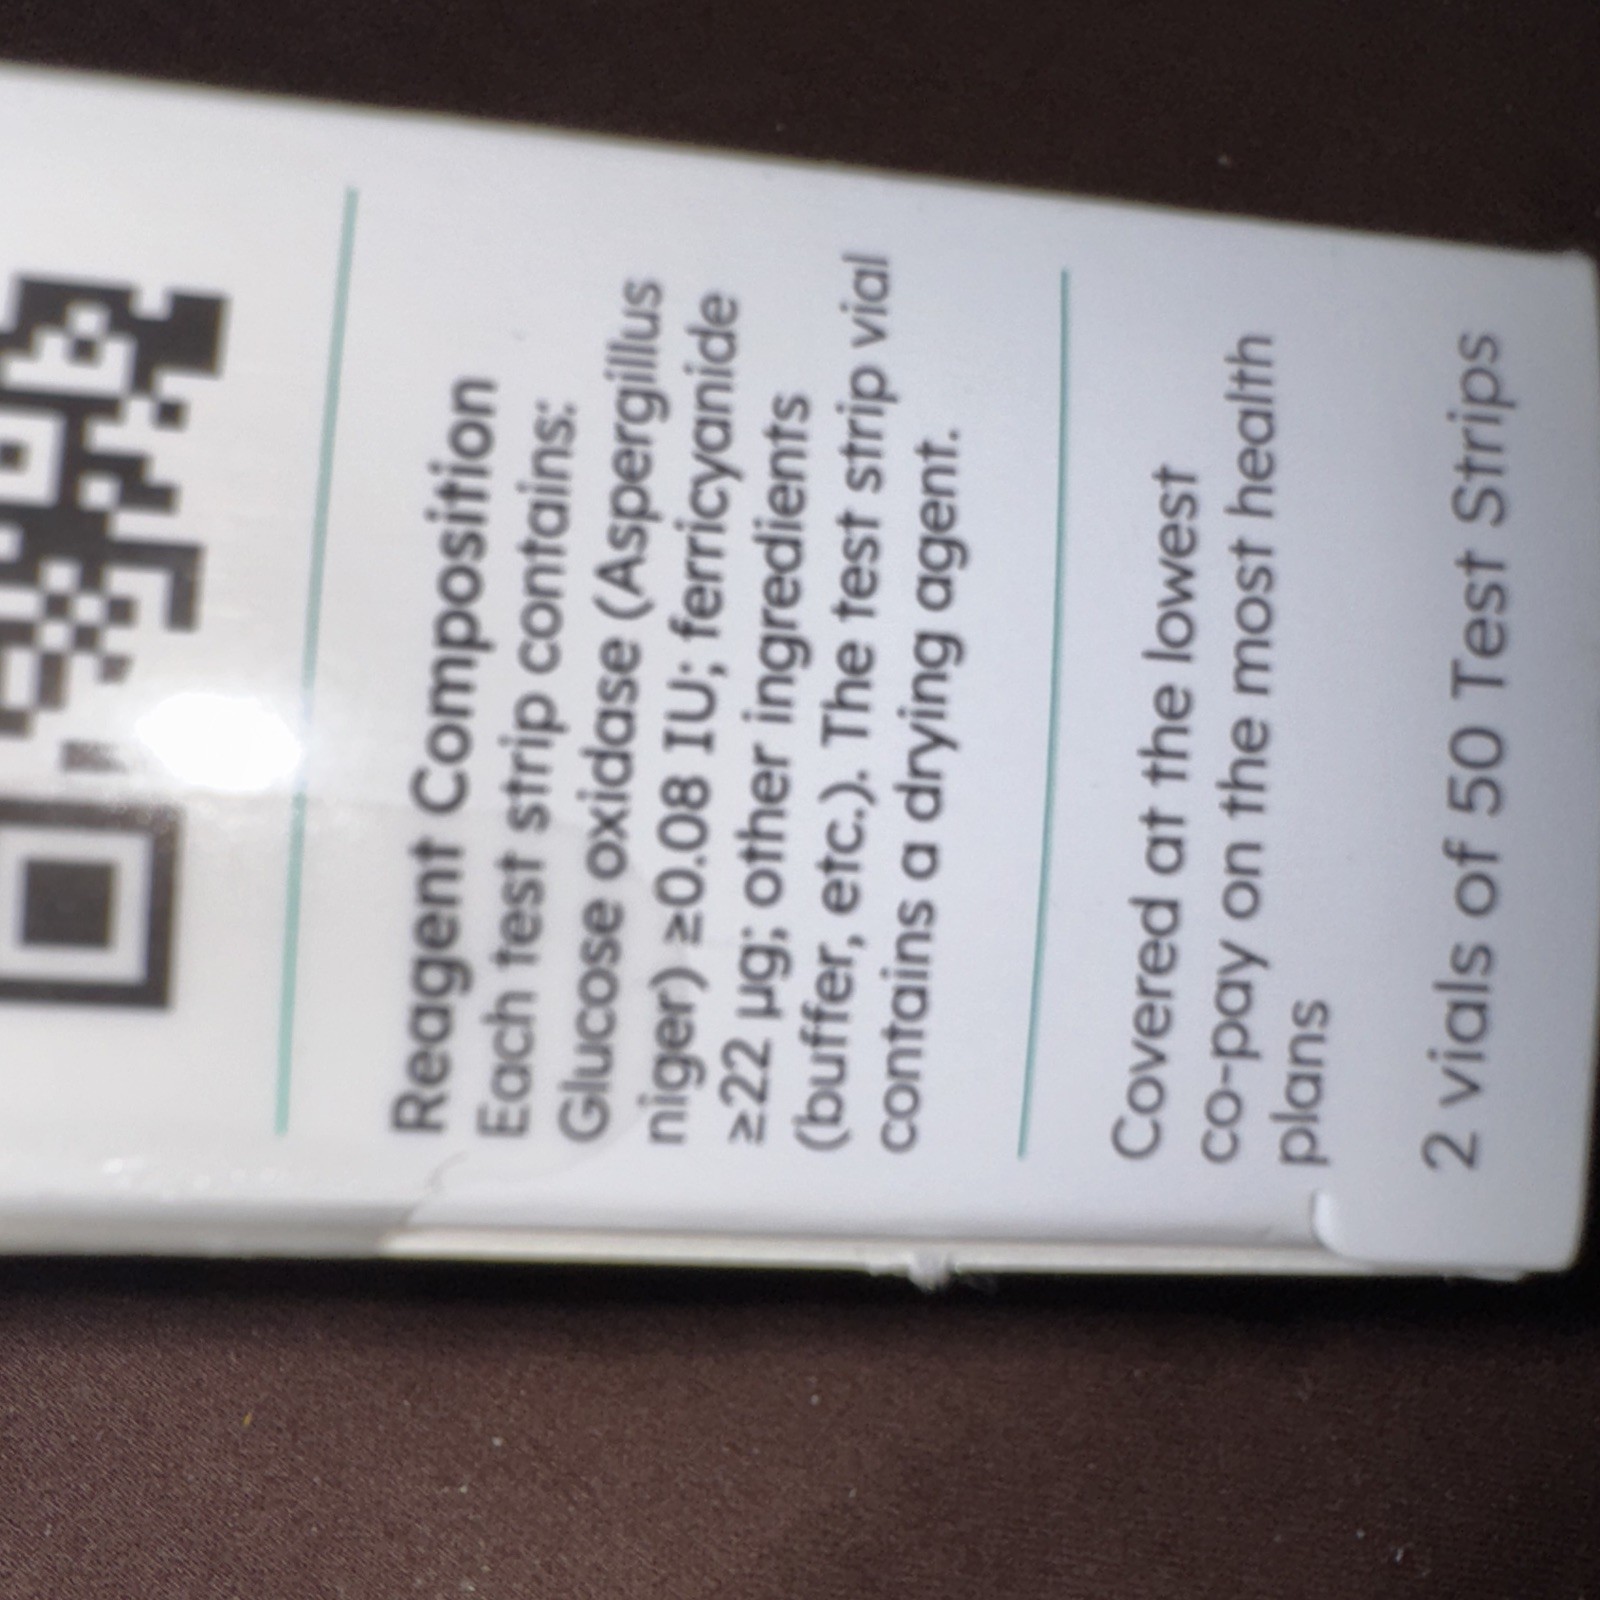 Reagent Composition
Each test strip contains:
Glucose oxidase (Aspergillus
niger) ≥0.08 IU; ferricyanide
≥22 µg; other ingredients
(buffer, etc.). The test strip vial
contains a drying agent.
Covered at the lowest
co-pay on the most health
plans
2 vials of 50 Test Strips